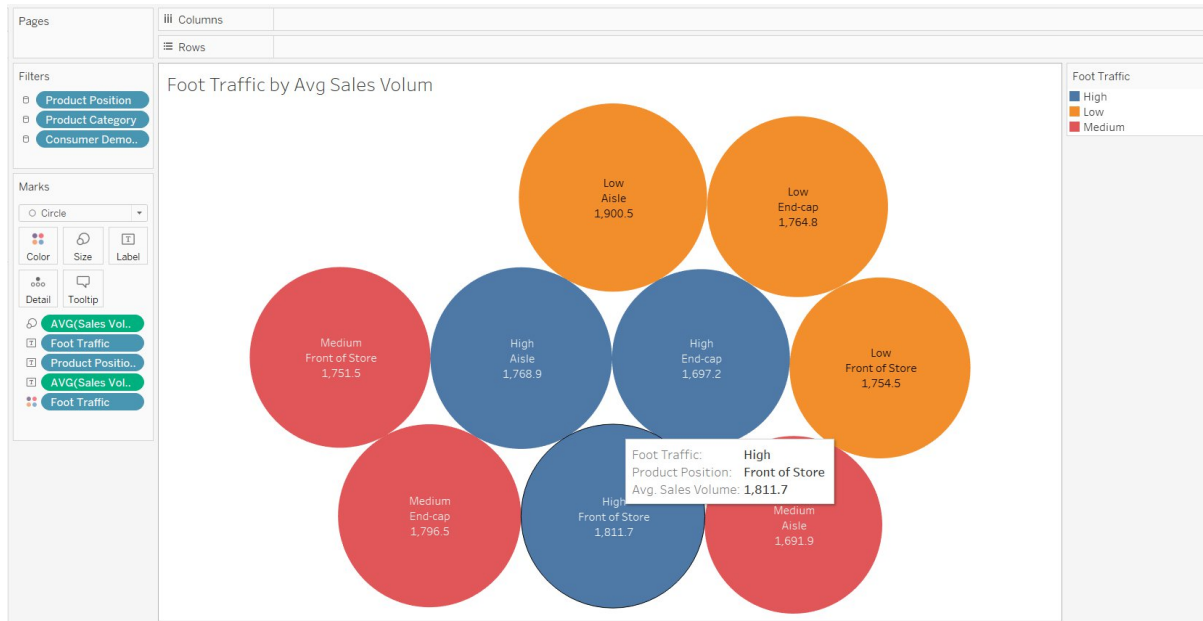 Pages
Columns
Rows
Filters
Product Position
Product Category
Consumer Demo..
Marks
Circle
Color
Size
Label
Detail
Tooltip
AVG(Sales Vol..
Foot Traffic
Product Positio..
AVG(Sales Vol..
Foot Traffic
Foot Traffic by Avg Sales Volum
Low
Aisle
1,900.5
Low
End-cap
1,764.8
Medium
Front of Store
1,751.5
High
Aisle
1,768.9
High
End-cap
1,697.2
Low
Front of Store
1,754.5
Medium
End-cap
1,796.5
High
Front of Store
1,811.7
Foot Traffic: High
Product Position: Front of Store
Avg. Sales Volume: 1,811.7
Medium
Aisle
1,691.9
Foot Traffic
High
Low
Medium